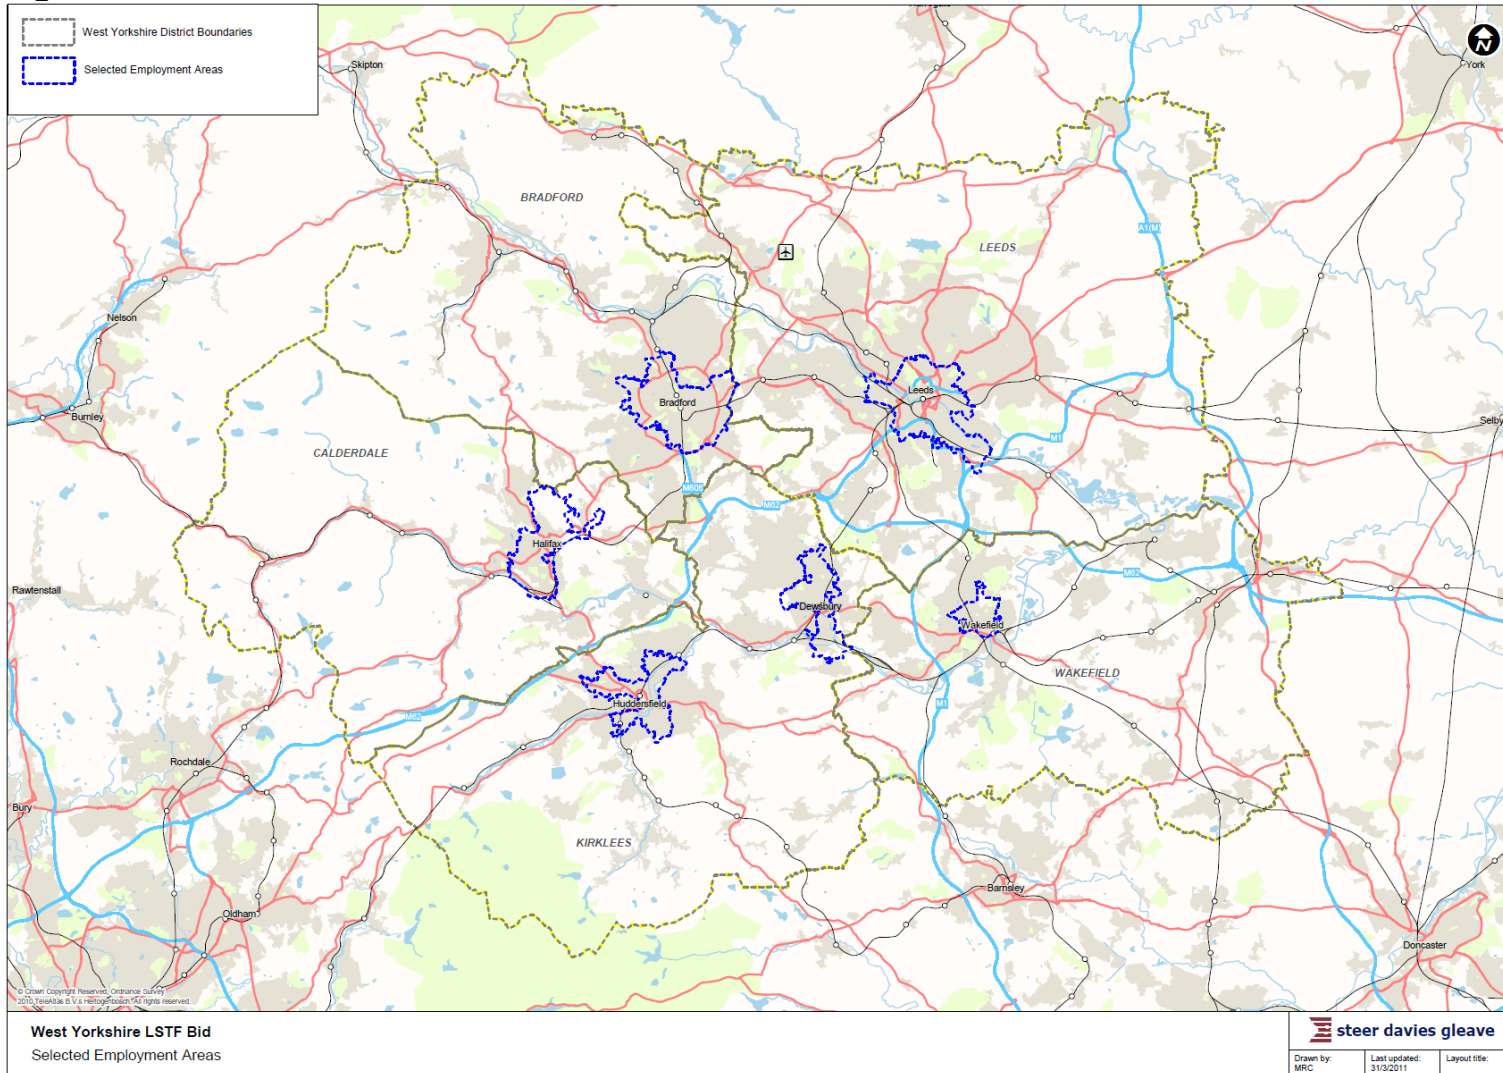 West Yorkshire District Boundaries
Selected Employment Areas
N
Skipton
York
BRADFORD
A1(M)
LEEDS
Nelson
Leeds
Bradford
Burnley
Selby
M1
CALDERDALE
M606
M62
Halifax
M62
Rawtenstall
Dewsbury
Wakefield
WAKEFIELD
Huddersfield
M1
M62
Rochdale
Bury
KIRKLEES
Barnsley
Oldham
Doncaster
© Crown Copyright Reserved, Ordnance Survey
2010 TeleAtlas B.V.s Hertogenbosch. All rights reserved.
West Yorkshire LSTF Bid
Selected Employment Areas
steer davies gleave
Drawn by:
MRC
Last updated:
31/3/2011
Layout title: